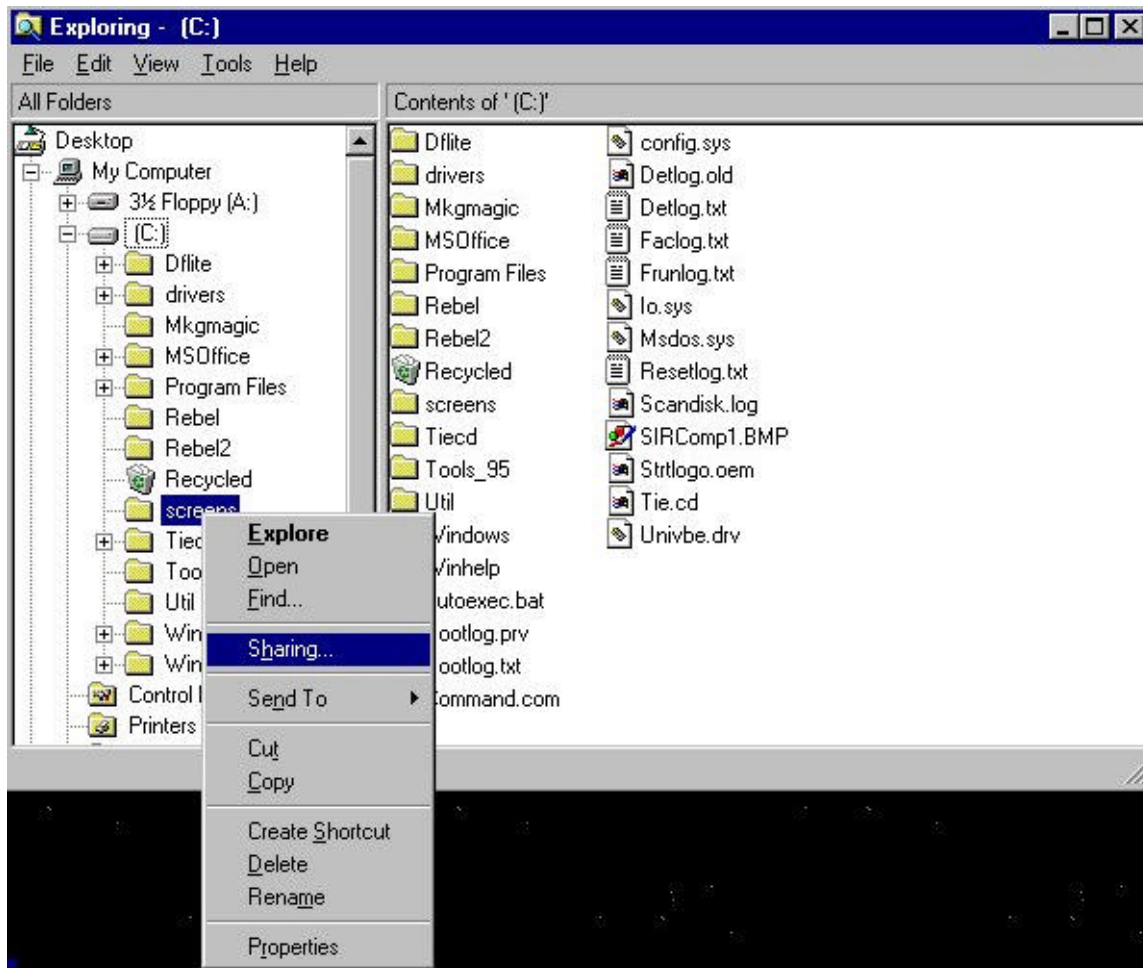 Exploring - (C:)
File Edit View Tools Help
All Folders
Contents of ' (C:)'
Desktop
My Computer
3½ Floppy (A:)
(C:)
Dflite
drivers
Mkgmagic
MSOffice
Program Files
Rebel
Rebel2
Recycled
screens
Tiec
Too
Util
Win
Win
Control
Printers
Dflite
drivers
Mkgmagic
MSOffice
Program Files
Rebel
Rebel2
Recycled
screens
Tiecd
Tools_95
Util
Windows
Winhelp
utoexec.bat
ootlog.prv
ootlog.txt
Command.com
config.sys
Detlog.old
Detlog.txt
Faclog.txt
Frunlog.txt
Io.sys
Msdos.sys
Resetlog.txt
Scandisk.log
SIRComp1.BMP
Strtlogo.oem
Tie.cd
Univbe.drv
Explore
Open
Find...
Sharing...
Send To
Cut
Copy
Create Shortcut
Delete
Rename
Properties